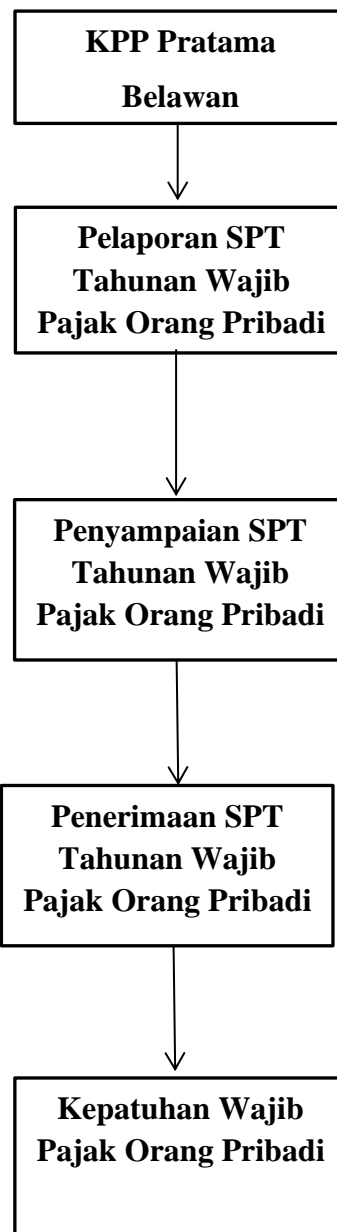 KPP Pratama
Belawan
Pelaporan SPT
Tahunan Wajib
Pajak Orang Pribadi
Penyampaian SPT
Tahunan Wajib
Pajak Orang Pribadi
Penerimaan SPT
Tahunan Wajib
Pajak Orang Pribadi
Kepatuhan Wajib
Pajak Orang Pribadi